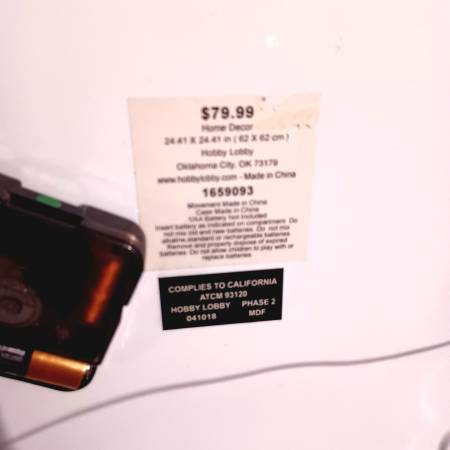 $79.99
Home Decor
24.41 X 24.41 in ( 62 X 62 cm )
Hobby Lobby
Oklahoma City, OK 73179
www.hobbylobby.com - Made in China
1659093
Movement Made in China
Case Made in China
1/AA Battery Not Included
Insert battery as indicated on compartment. Do
not mix old and new batteries. Do not mix
alkaline, standard or rechargeable batteries
Remove and properly dispose of expired
batteries. Do not allow children to play with or
replace batteries
COMPLIES TO CALIFORNIA
ATCM 93120
HOBBY LOBBY PHASE 2
041018 MDF